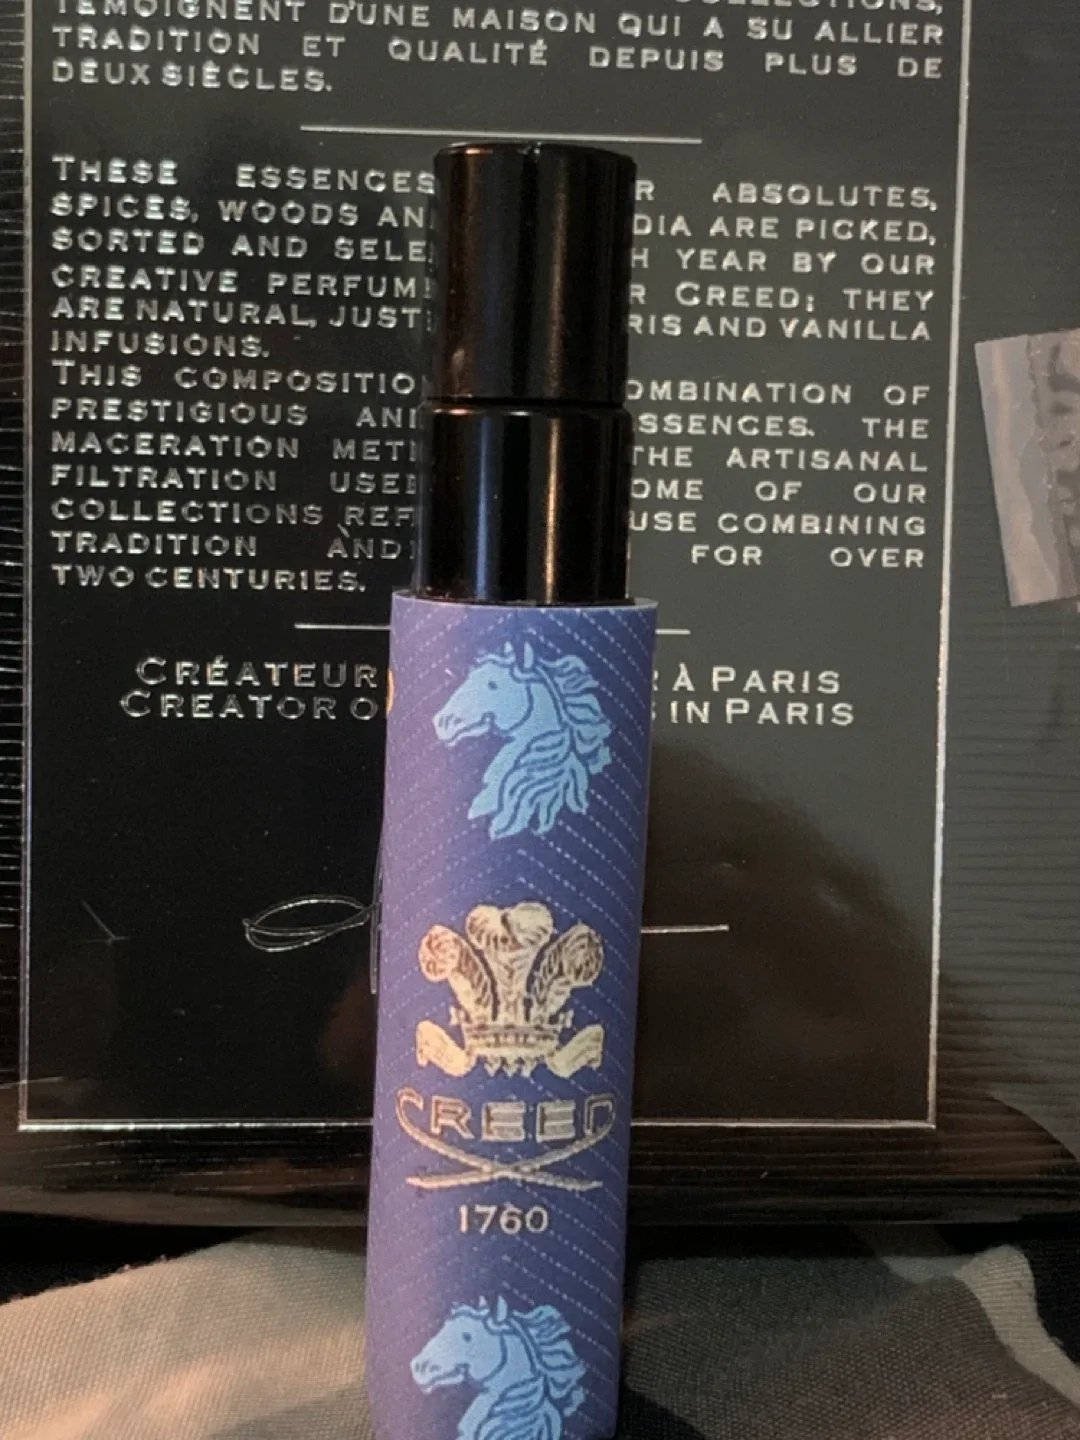 TÉMOIGNENT D'UNE MAISON QUI A SU ALLIER
TRADITION ET QUALITÉ DEPUIS PLUS DE
DEUX SIÈCLES.
THESE ESSENCES R ABSOLUTES,
SPICES, WOODS AN DIA ARE PICKED,
SORTED AND SELE H YEAR BY OUR
CREATIVE PERFUM R CREED; THEY
ARE NATURAL, JUST RIS AND VANILLA
INFUSIONS.
THIS COMPOSITIO OMBINATION OF
PRESTIGIOUS AN SSENCES. THE
MACERATION MET THE ARTISANAL
FILTRATION USE OME OF OUR
COLLECTIONS REF USE COMBINING
TRADITION AND FOR OVER
TWO CENTURIES.
CRÉATEUR R À PARIS
CREATOR O S IN PARIS
CREED
1760